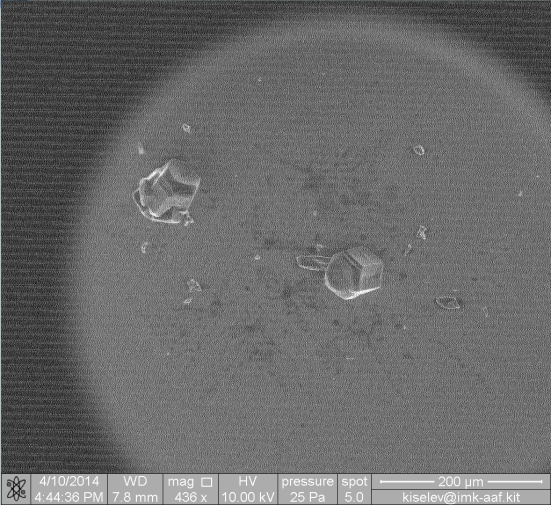 4/10/2014 WD mag HV pressure spot 200 µm
4:44:36 PM 7.8 mm 436 x 10.00 kV 25 Pa 5.0 kiselev@imk-aaf.kit